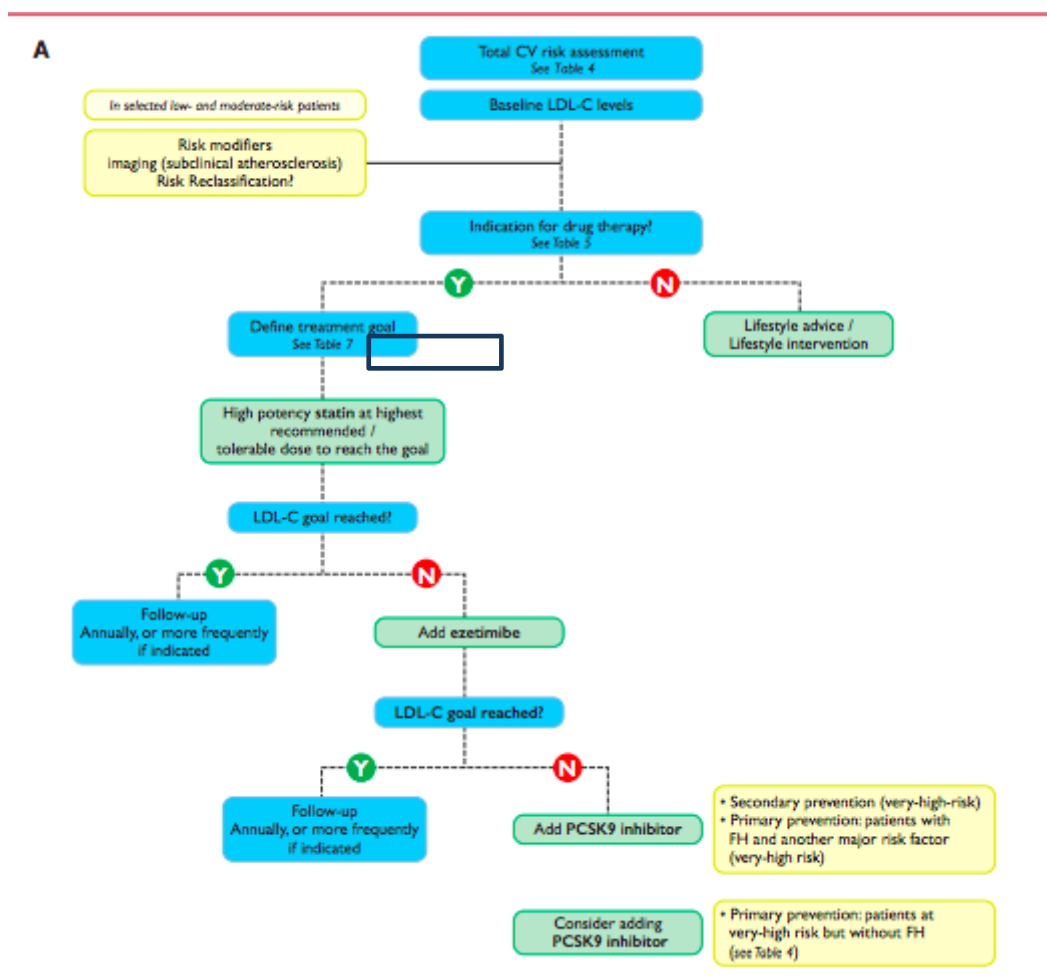 A
Total CV risk assessment
See Table 4
In selected low- and moderate-risk patients
Baseline LDL-C levels
Risk modifiers
imaging (subclinical atherosclerosis)
Risk Reclassification?
Indication for drug therapy?
See Table 5
Y
N
Define treatment goal
See Table 7
Lifestyle advice /
Lifestyle intervention
High potency statin at highest
recommended /
tolerable dose to reach the goal
LDL-C goal reached?
Y
N
Follow-up
Annually, or more frequently
if indicated
Add ezetimibe
LDL-C goal reached?
Y
N
Follow-up
Annually, or more frequently
if indicated
Add PCSK9 inhibitor
• Secondary prevention (very-high-risk)
• Primary prevention: patients with
FH and another major risk factor
(very-high risk)
Consider adding
PCSK9 inhibitor
• Primary prevention: patients at
very-high risk but without FH
(see Table 4)